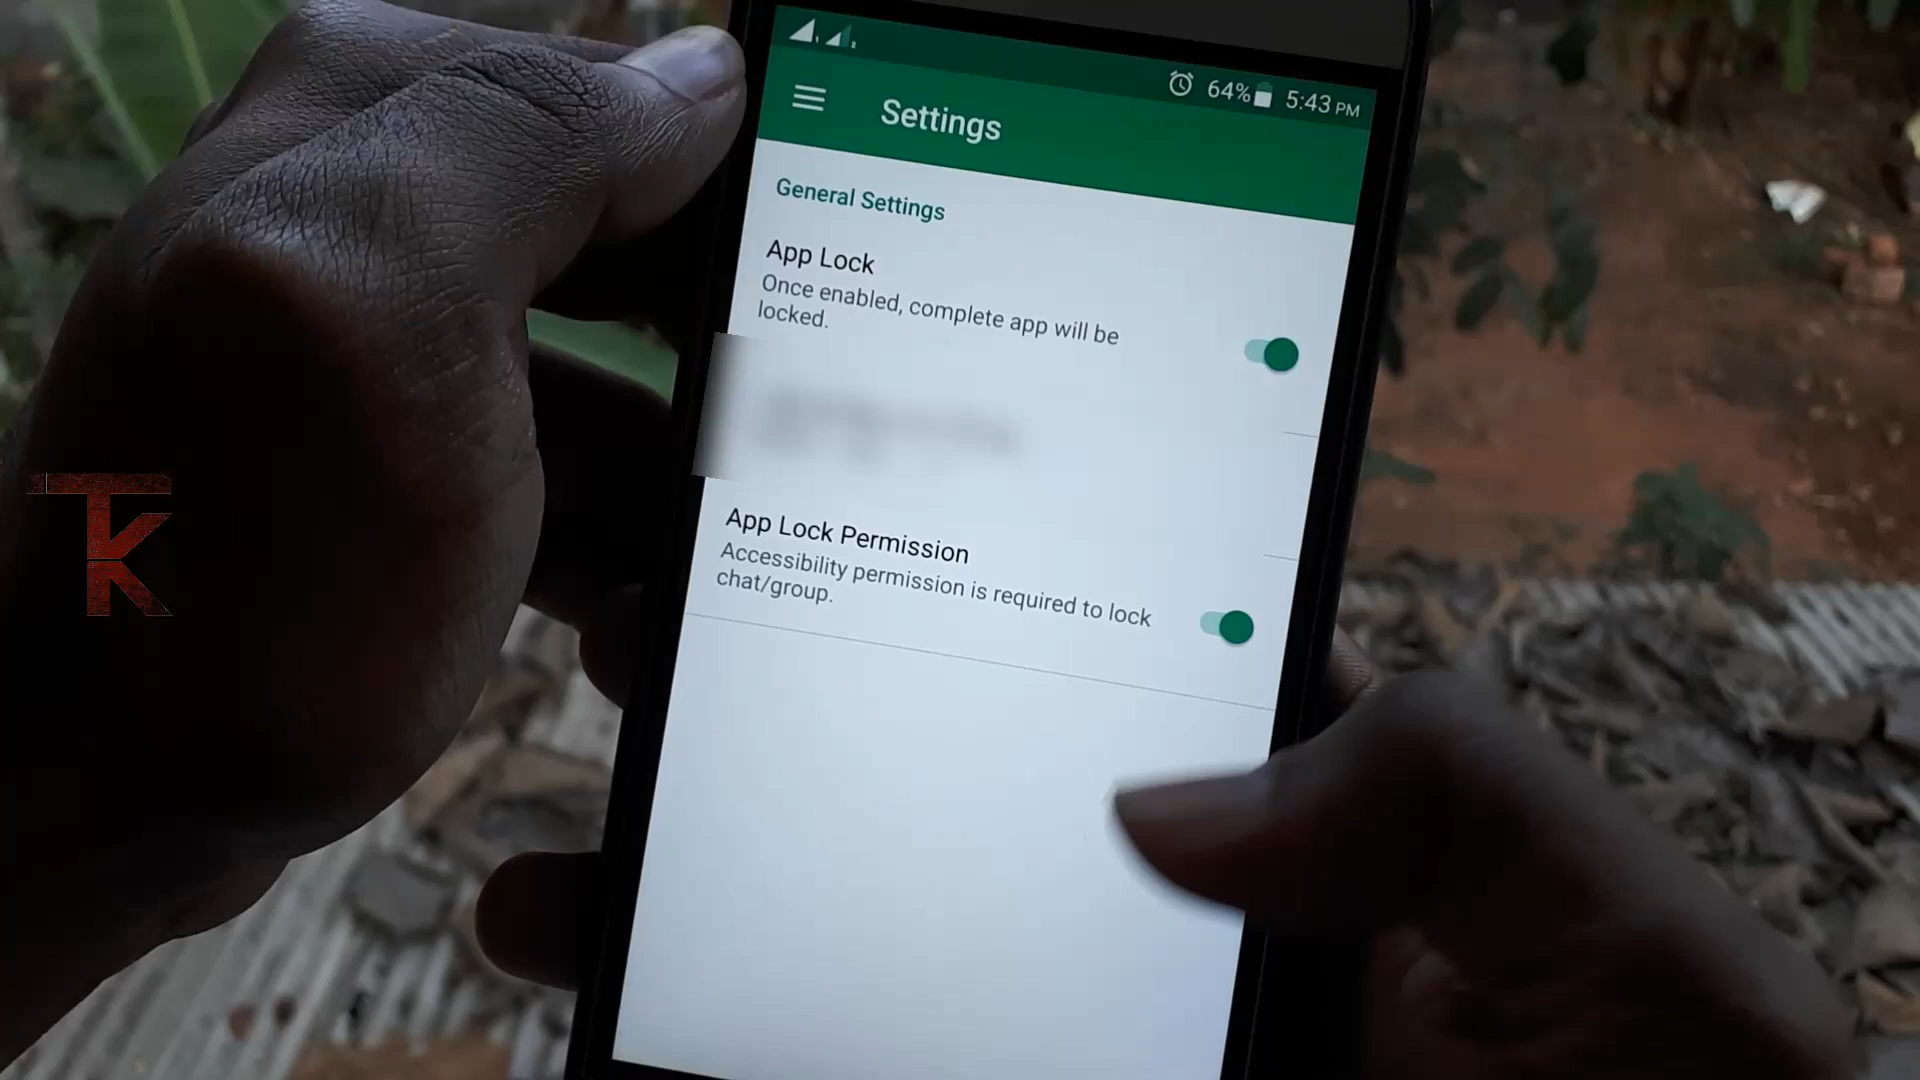 64% 5:43 PM
Settings
General Settings
App Lock
Once enabled, complete app will be
locked.
App Lock Permission
Accessibility permission is required to lock
chat/group.
TK